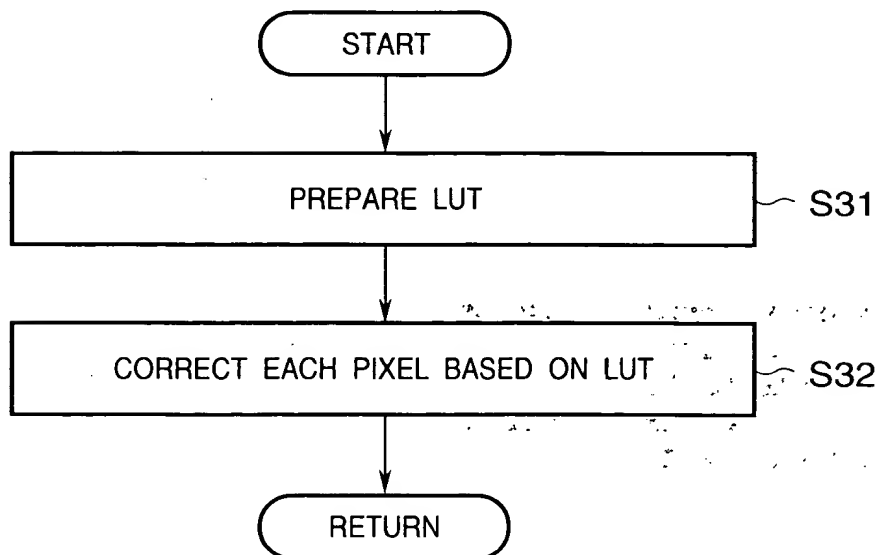 START
PREPARE LUT
S31
CORRECT EACH PIXEL BASED ON LUT
S32
RETURN